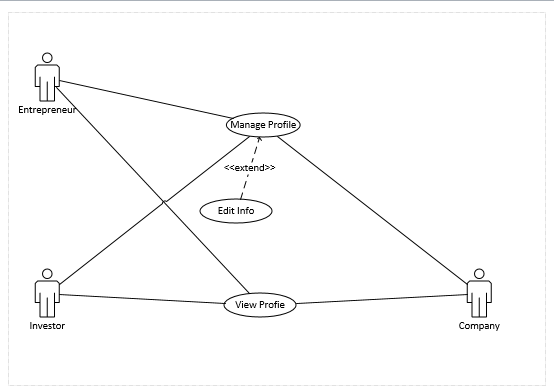 Entrepreneur
Manage Profile
<<extend>>
Edit Info
View Profie
Investor
Company